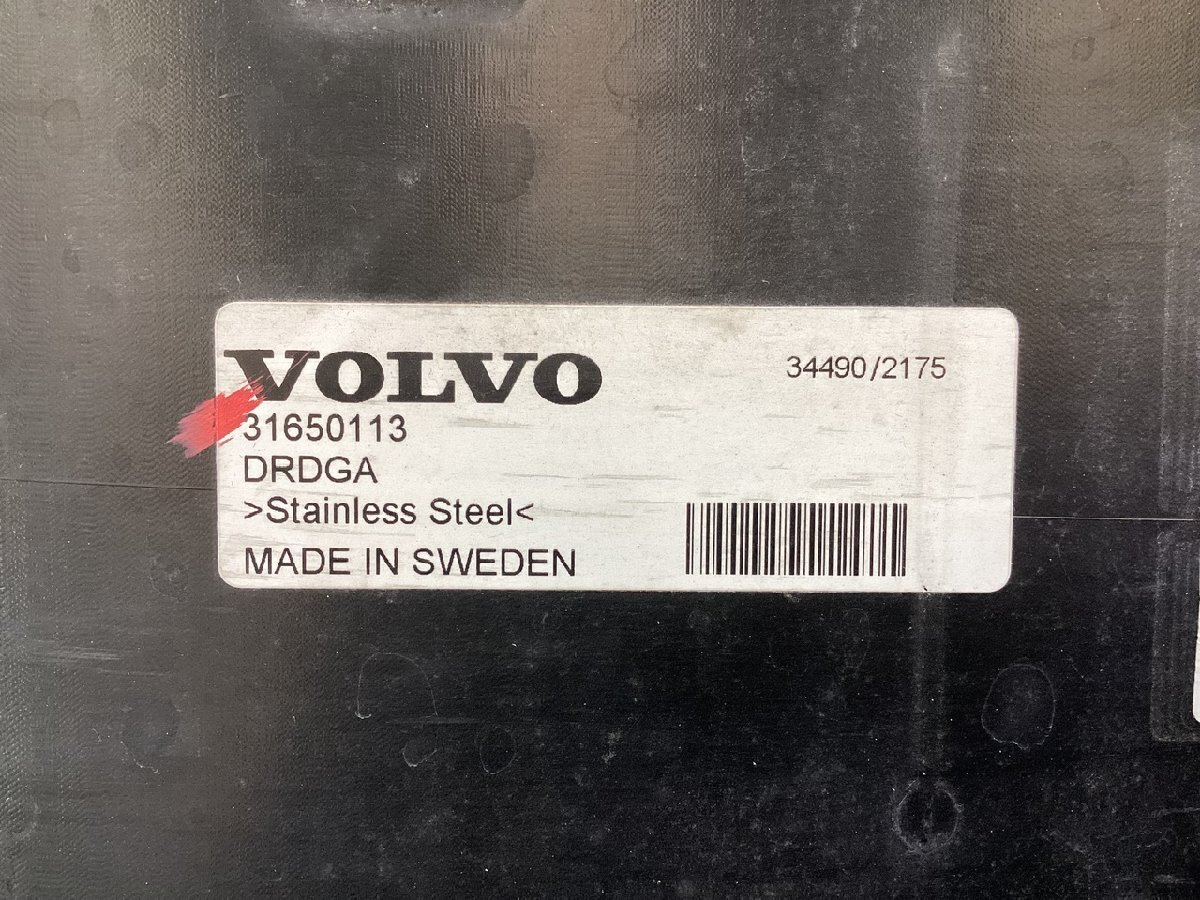 VOLVO
34490/2175
31650113
DRDGA
>Stainless Steel<
MADE IN SWEDEN